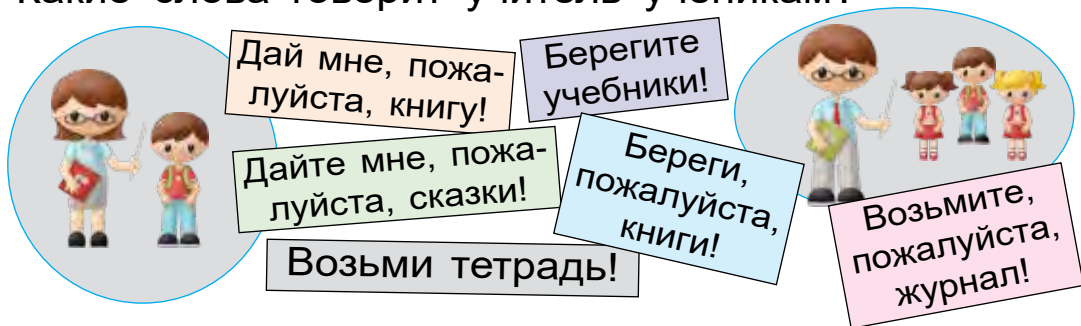 Какие слова говорит учитель ученикам?
Дай мне, пожа-
луйста, книгу!
Берегите
учебники!
Дайте мне, пожа-
луйста, сказки!
Береги,
пожалуйста,
книги!
Возьми тетрадь!
Возьмите,
пожалуйста,
журнал!